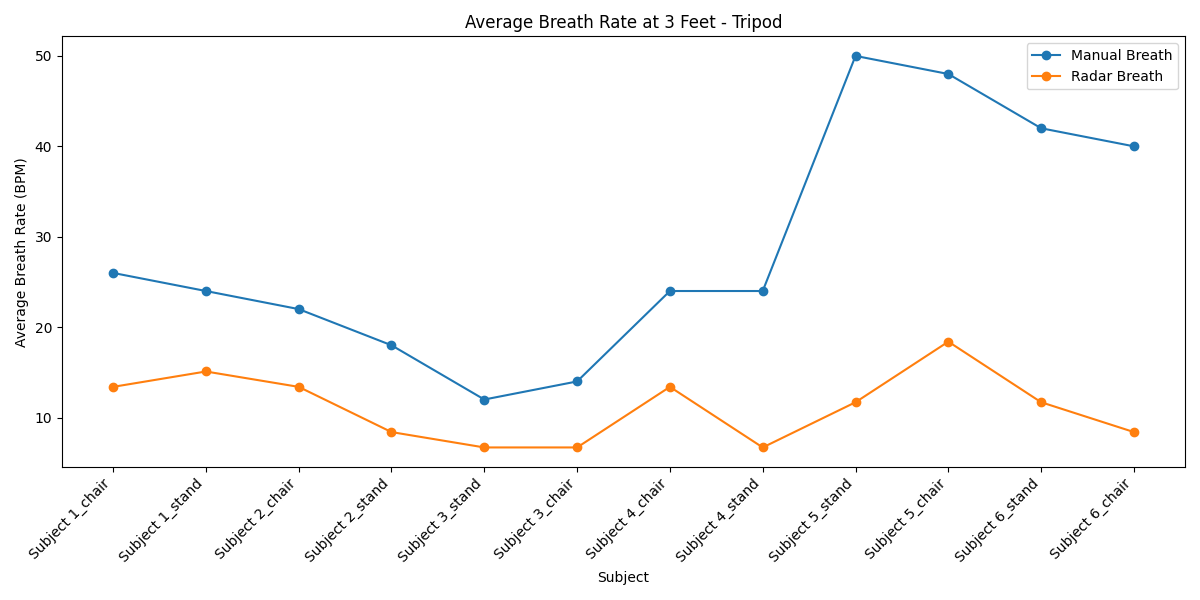 Average Breath Rate at 3 Feet - Tripod
Manual Breath
Radar Breath
Average Breath Rate (BPM)
50
40
30
20
10
Subject 1_chair
Subject 1_stand
Subject 2_chair
Subject 2_stand
Subject 3_stand
Subject 3_chair
Subject 4_chair
Subject 4_stand
Subject 5_stand
Subject 5_chair
Subject 6_stand
Subject 6_chair
Subject